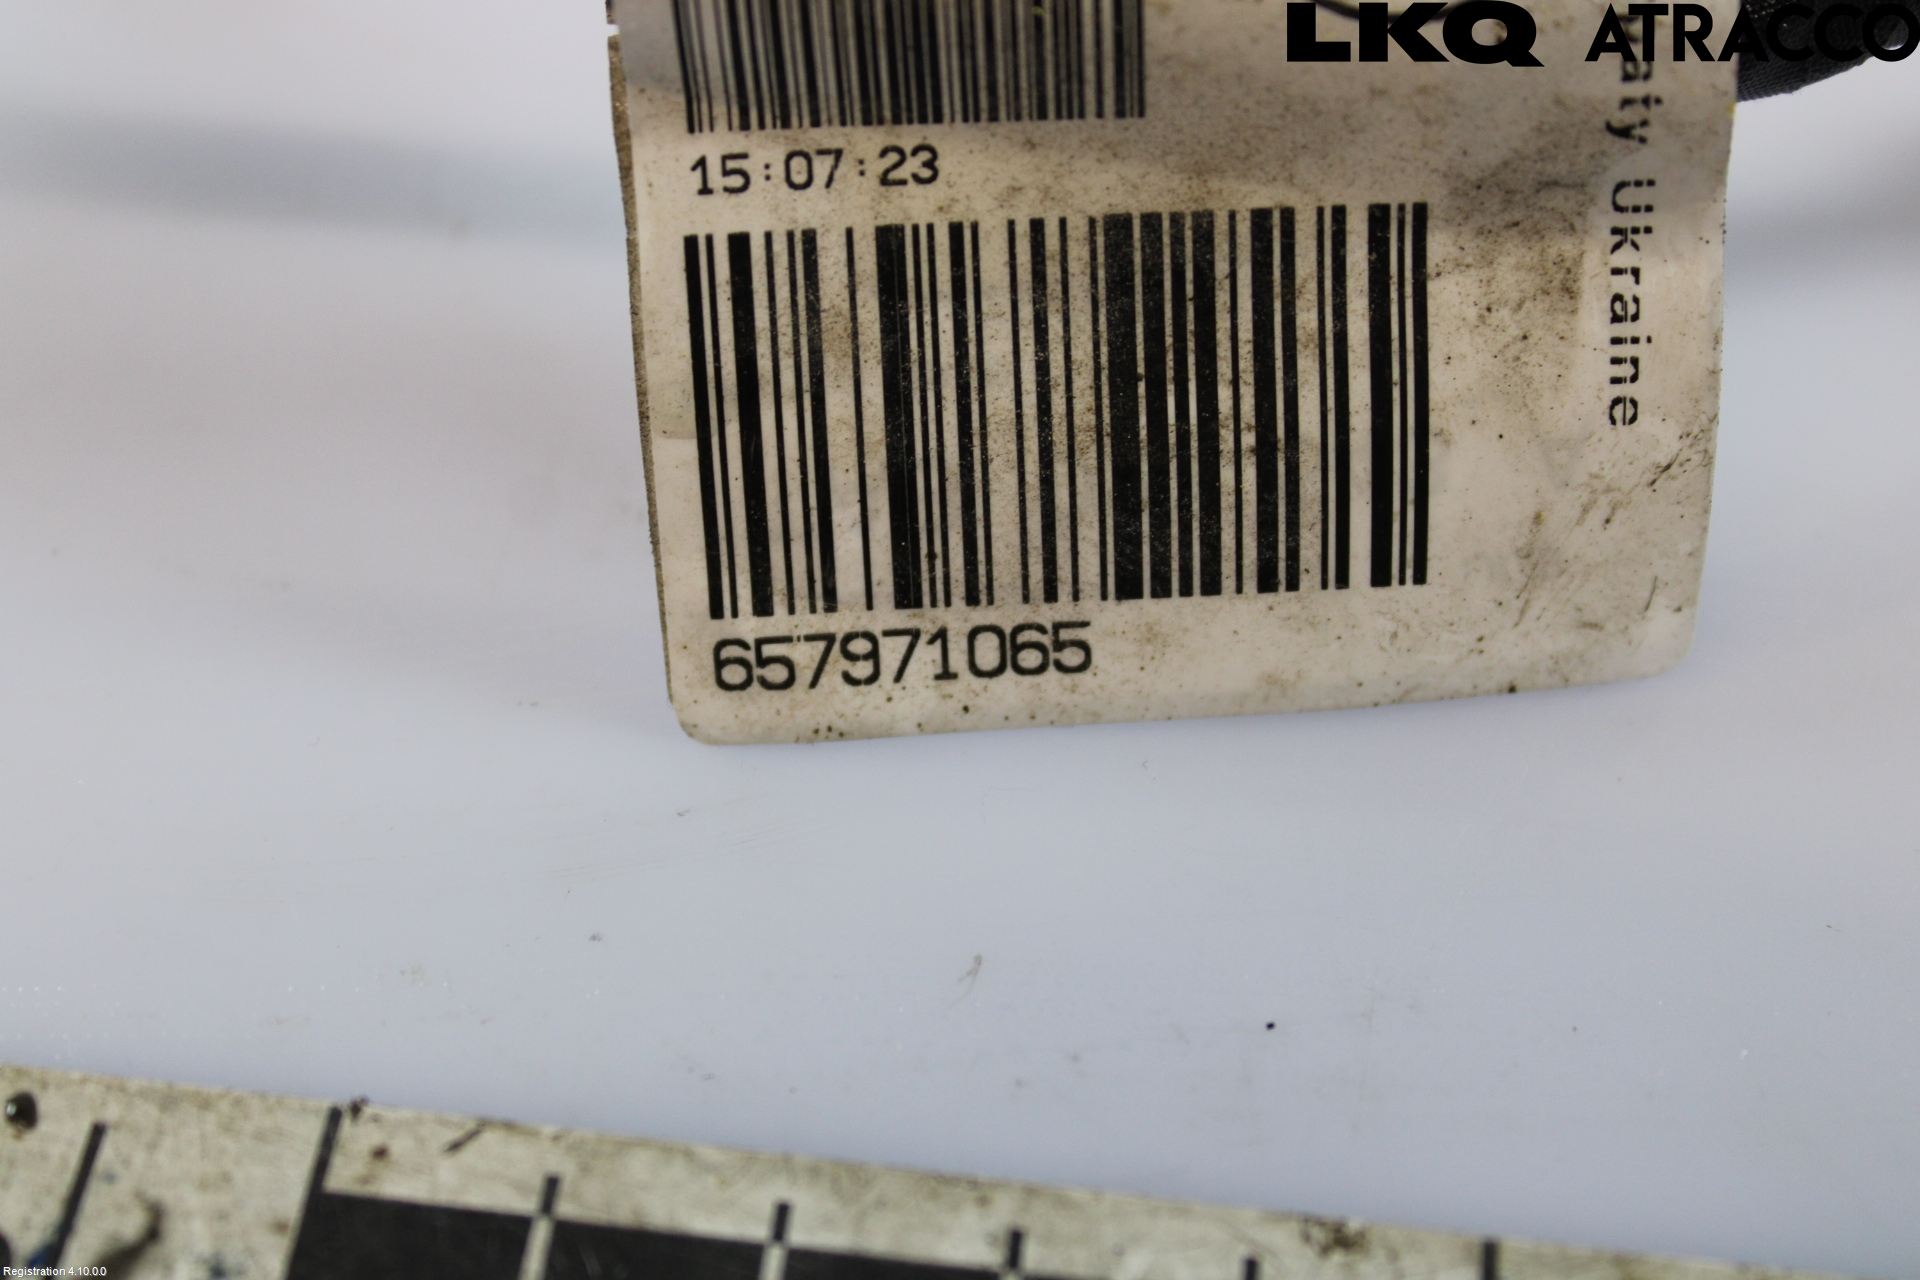 LKQ ATRACCO
15:07:23
Ukraine
657971065
Registration 4.10.0.0